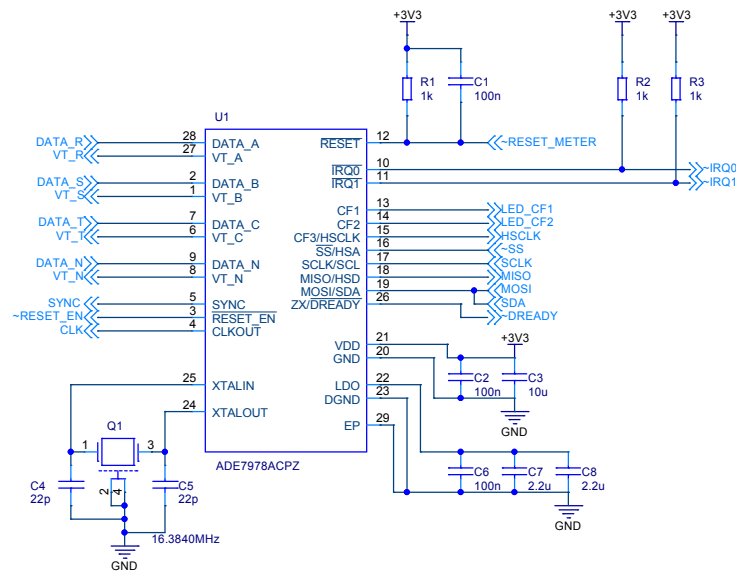 +3V3
+3V3
+3V3
R1
1k
C1
100n
R2
1k
R3
1k
U1
DATA_R
28
DATA_A
VT_R
27
VT_A
DATA_S
2
DATA_B
VT_S
1
VT_B
DATA_T
7
DATA_C
VT_T
6
VT_C
DATA_N
9
DATA_N
VT_N
8
VT_N
SYNC
5
SYNC
~RESET_EN
3
RESET_EN
CLK
4
CLKOUT
25
XTALIN
24
XTALOUT
RESET
12
~RESET_METER
IRQ0
10
~IRQ0
IRQ1
11
~IRQ1
CF1
13
LED_CF1
CF2
14
LED_CF2
CF3/HSCLK
15
HSCLK
SS/HSA
16
~SS
SCLK/SCL
17
SCLK
MISO/HSD
18
MISO
MOSI/SDA
19
MOSI
SDA
ZX/DREADY
26
~DREADY
VDD
21
+3V3
GND
20
C2
100n
C3
10u
GND
LDO
22
DGND
23
EP
29
C6
100n
C7
2.2u
C8
2.2u
GND
ADE7978ACPZ
Q1
1
3
2
4
C4
22p
C5
22p
16.3840MHz
GND